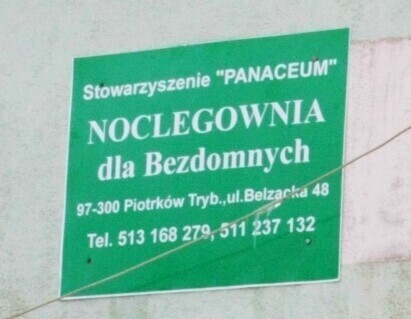 Stowarzyszenie "PANACEUM"
NOCLEGOWNIA
dla Bezdomnych
97-300 Piotrków Tryb.,ul.Belzacka 48
Tel. 513 168 279, 511 237 132